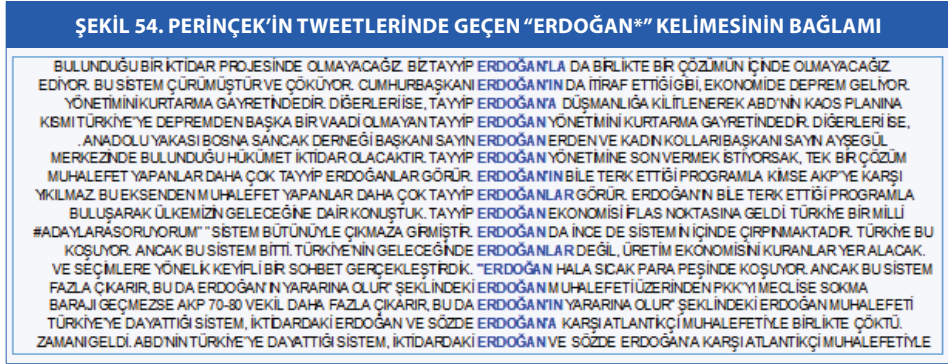 ŞEKİL 54. PERİNÇEK'İN TWEETLERİNDE GEÇEN “ERDOĞAN*” KELİMESİNİN BAĞLAMI
BULUNDUĞU BİR İKTİDAR PROJESİNDE OLMAYACAĞIZ. BİZ TAYYİP ERDOĞAN'LA DA BİRLİKTE BİR ÇÖZÜMÜN İÇİNDE OLMAYACAĞIZ.
EDİYOR. BU SİSTEM ÇÜRÜMÜŞTÜR VE ÇÖKÜYOR. CUMHURBAŞKANI ERDOĞAN'IN DA İTİRAF ETTİĞİ GİBİ, EKONOMİDE DEPREM GELİYOR.
YÖNETİMİNİ KURTARMA GAYRETİNDEDİR. DİĞERLERİ İSE, TAYYİP ERDOĞAN'A DÜŞMANLIĞA KİLİTLENEREK ABD'NİN KAOS PLANINA
KISMI TÜRKİYE'YE DEPREMDEN BAŞKA BİR VAADİ OLMAYAN TAYYİP ERDOĞAN YÖNETİMİNİ KURTARMA GAYRETİNDEDİR. DİĞERLERİ İSE,
. ANADOLU YAKASI BOSNA SANCAK DERNEĞİ BAŞKANI SAYIN ERDOĞAN ERDEN VE KADIN KOLLARI BAŞKANI SAYIN AYŞEGÜL
MERKEZİNDE BULUNDUĞU HÜKÜMET İKTİDAR OLACAKTIR. TAYYİP ERDOĞAN YÖNETİMİNE SON VERMEK İSTİYORSAK, TEK BİR ÇÖZÜM
MUHALEFET YAPANLAR DAHA ÇOK TAYYİP ERDOĞANLAR GÖRÜR. ERDOĞAN'IN BİLE TERK ETTİĞİ PROGRAMLA KİMSE AKP'YE KARŞI
YIKILMAZ. BU EKSENDEN MUHALEFET YAPANLAR DAHA ÇOK TAYYİP ERDOĞANLAR GÖRÜR. ERDOĞAN'IN BİLE TERK ETTİĞİ PROGRAMLA
BULUŞARAK ÜLKEMİZİN GELECEĞİNE DAİR KONUŞTUK. TAYYİP ERDOĞAN EKONOMİSİ İFLAS NOKTASINA GELDİ. TÜRKİYE BİR MİLLİ
#ADAYLARASORUYORUM" "SİSTEM BÜTÜNÜYLE ÇIKMAZA GİRMİŞTİR. ERDOĞAN DA İNCE DE SİSTEMİN İÇİNDE ÇIRPINMAKTADIR. TÜRKİYE BU
KOŞUYOR. ANCAK BU SİSTEM BİTTİ. TÜRKİYE'NİN GELECEĞİNDE ERDOĞANLAR DEĞİL, ÜRETİM EKONOMİSİNİ KURANLAR YER ALACAK.
VE SEÇİMLERE YÖNELİK KEYİFLİ BİR SOHBET GERÇEKLEŞTİRDİK. "ERDOĞAN HALA SICAK PARA PEŞİNDE KOŞUYOR. ANCAK BU SİSTEM
FAZLA ÇIKARIR, BU DA ERDOĞAN'IN YARARINA OLUR" ŞEKLİNDEKİ ERDOĞAN MUHALEFETİ ÜZERİNDEN PKK'YI MECLİSE SOKMA
BARAJI GEÇMEZSE AKP 70-80 VEKİL DAHA FAZLA ÇIKARIR, BU DA ERDOĞAN'IN YARARINA OLUR" ŞEKLİNDEKİ ERDOĞAN MUHALEFETİ
TÜRKİYE'YE DAYATTIĞI SİSTEM, İKTİDARDAKİ ERDOĞAN VE SÖZDE ERDOĞAN'A KARŞI ATLANTİKÇİ MUHALEFETİYLE BİRLİKTE ÇÖKTÜ.
ZAMANI GELDİ. ABD'NİN TÜRKİYE'YE DAYATTIĞI SİSTEM, İKTİDARDAKİ ERDOĞAN VE SÖZDE ERDOĞAN'A KARŞI ATLANTİKÇİ MUHALEFETİYLE